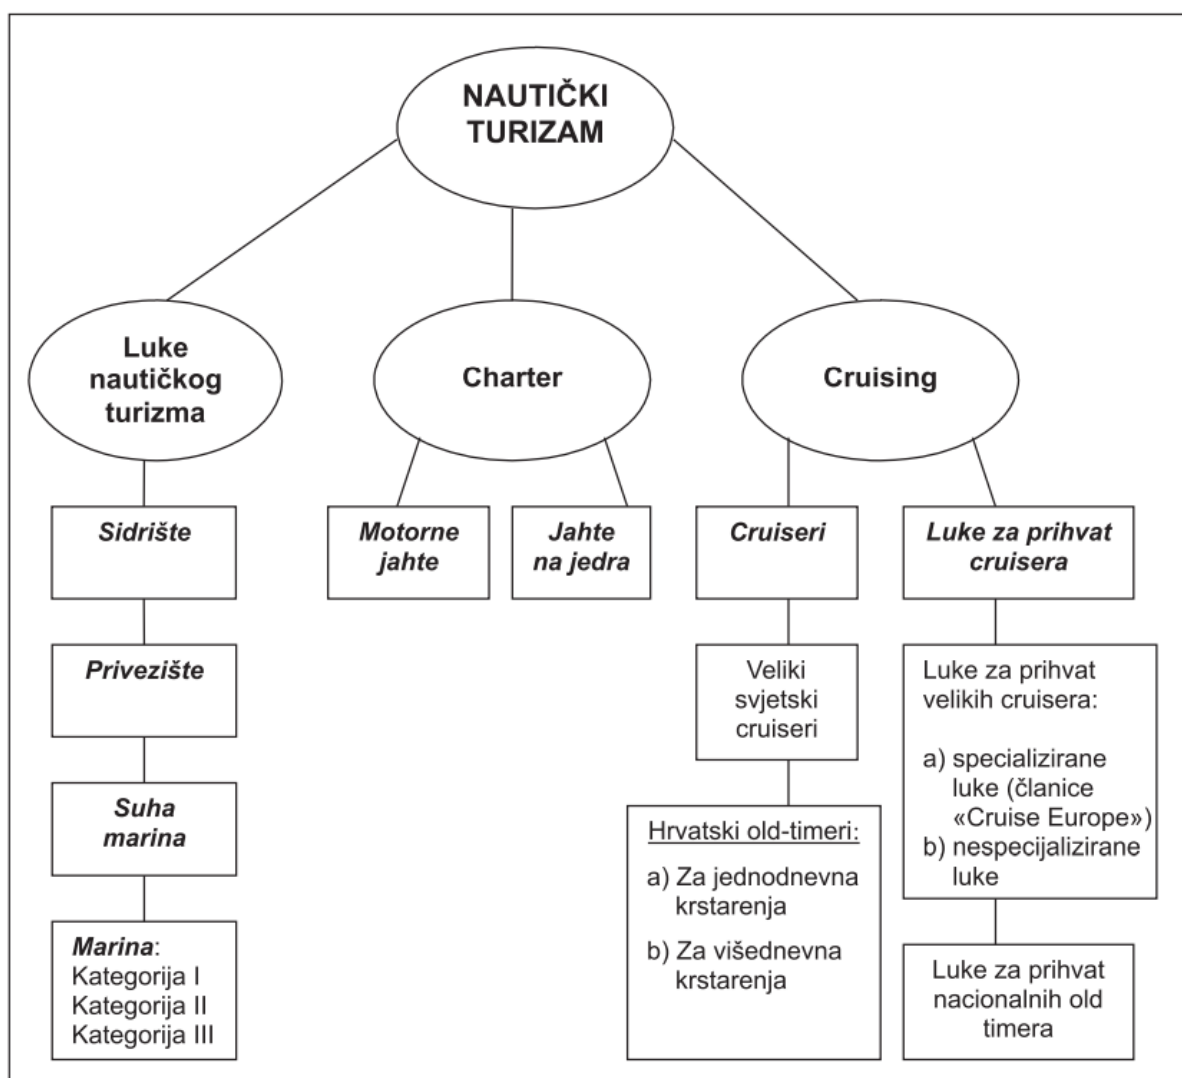 NAUTIČKI
TURIZAM
Luke
nautičkog
turizma
Charter
Cruising
Sidrište
Privezište
Suha
marina
Marina:
Kategorija I
Kategorija II
Kategorija III
Motorne
jahte
Jahte
na jedra
Cruiseri
Veliki
svjetski
cruiseri
Hrvatski old-timeri:
a) Za jednodnevna
krstarenja
b) Za višednevna
krstarenja
Luke za prihvat
cruisera
Luke za prihvat
velikih cruisera:
a) specializirane
luke (članice
«Cruise Europe»)
b) nespecijalizirane
luke
Luke za prihvat
nacionalnih old
timera